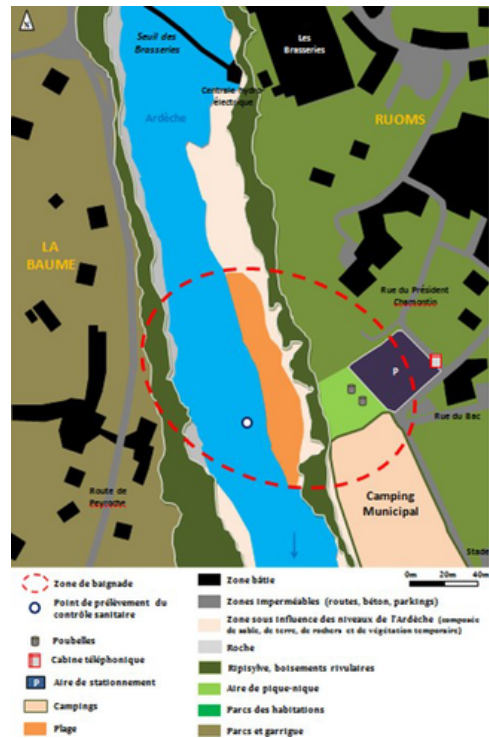 N
Seuil des
Brasseries
Les
Brasseries
Centrale hydro-
électrique
Ardèche
RUOMS
LA
BAUME
Rue du Président
Chamontin
P
Rue du Bac
Camping
Municipal
Route de
Peyroche
Stade
0m 20m 40m
Zone de baignade
Point de prélèvement du
contrôle sanitaire
Poubelles
Cabine téléphonique
P Aire de stationnement
Campings
Plage
Zone bâtie
Zones imperméables (routes, béton, parkings)
Zone sous influence des niveaux de l'Ardèche (composée
de sable, de terre, de rochers et de végétation temporaire)
Roche
Ripisylve, boisements rivulaires
Aire de pique-nique
Parcs des habitations
Parcs et garrigue